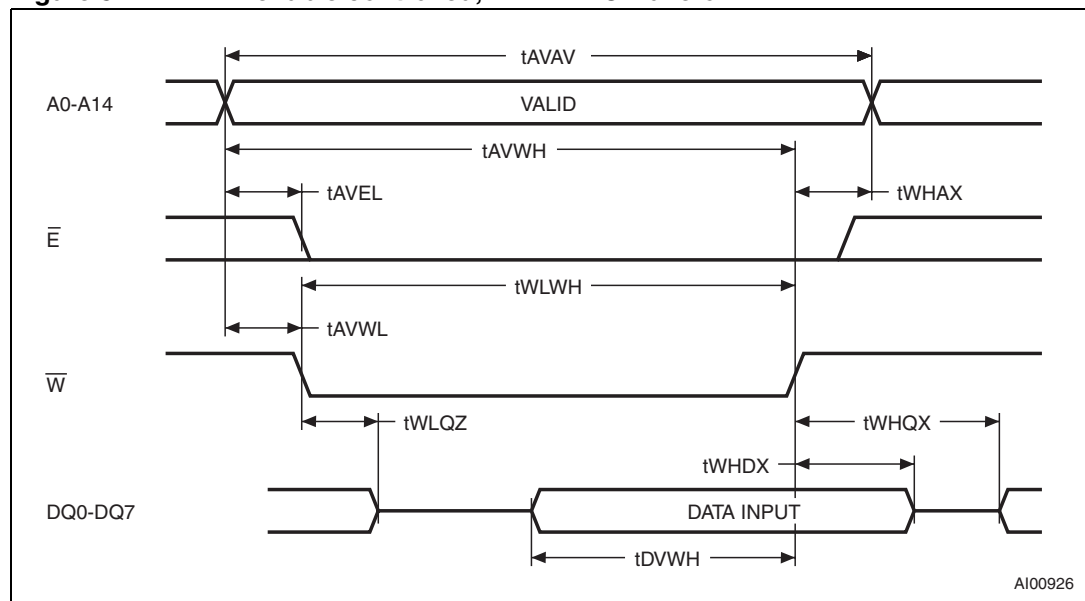 tAVAV
A0-A14
VALID
tAVWH
tAVEL
tWHAX
E̅
tWLWH
tAVWL
W̅
tWLQZ
tWHQX
tWHDX
DQ0-DQ7
DATA INPUT
tDVWH
AI00926